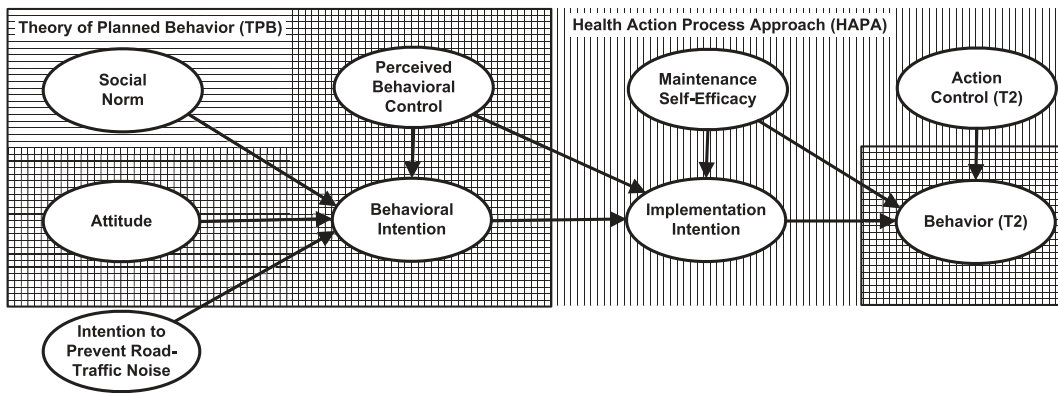 Theory of Planned Behavior (TPB)
Health Action Process Approach (HAPA)
Social
Norm
Perceived
Behavioral
Control
Maintenance
Self-Efficacy
Action
Control (T2)
Attitude
Behavioral
Intention
Implementation
Intention
Behavior (T2)
Intention to
Prevent Road-
Traffic Noise